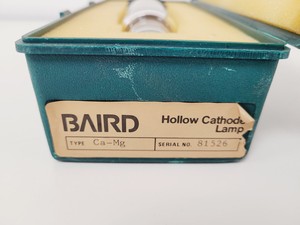 BAIRD Hollow Cathode
Lamp
TYPE Ca-Mg SERIAL NO. 81526